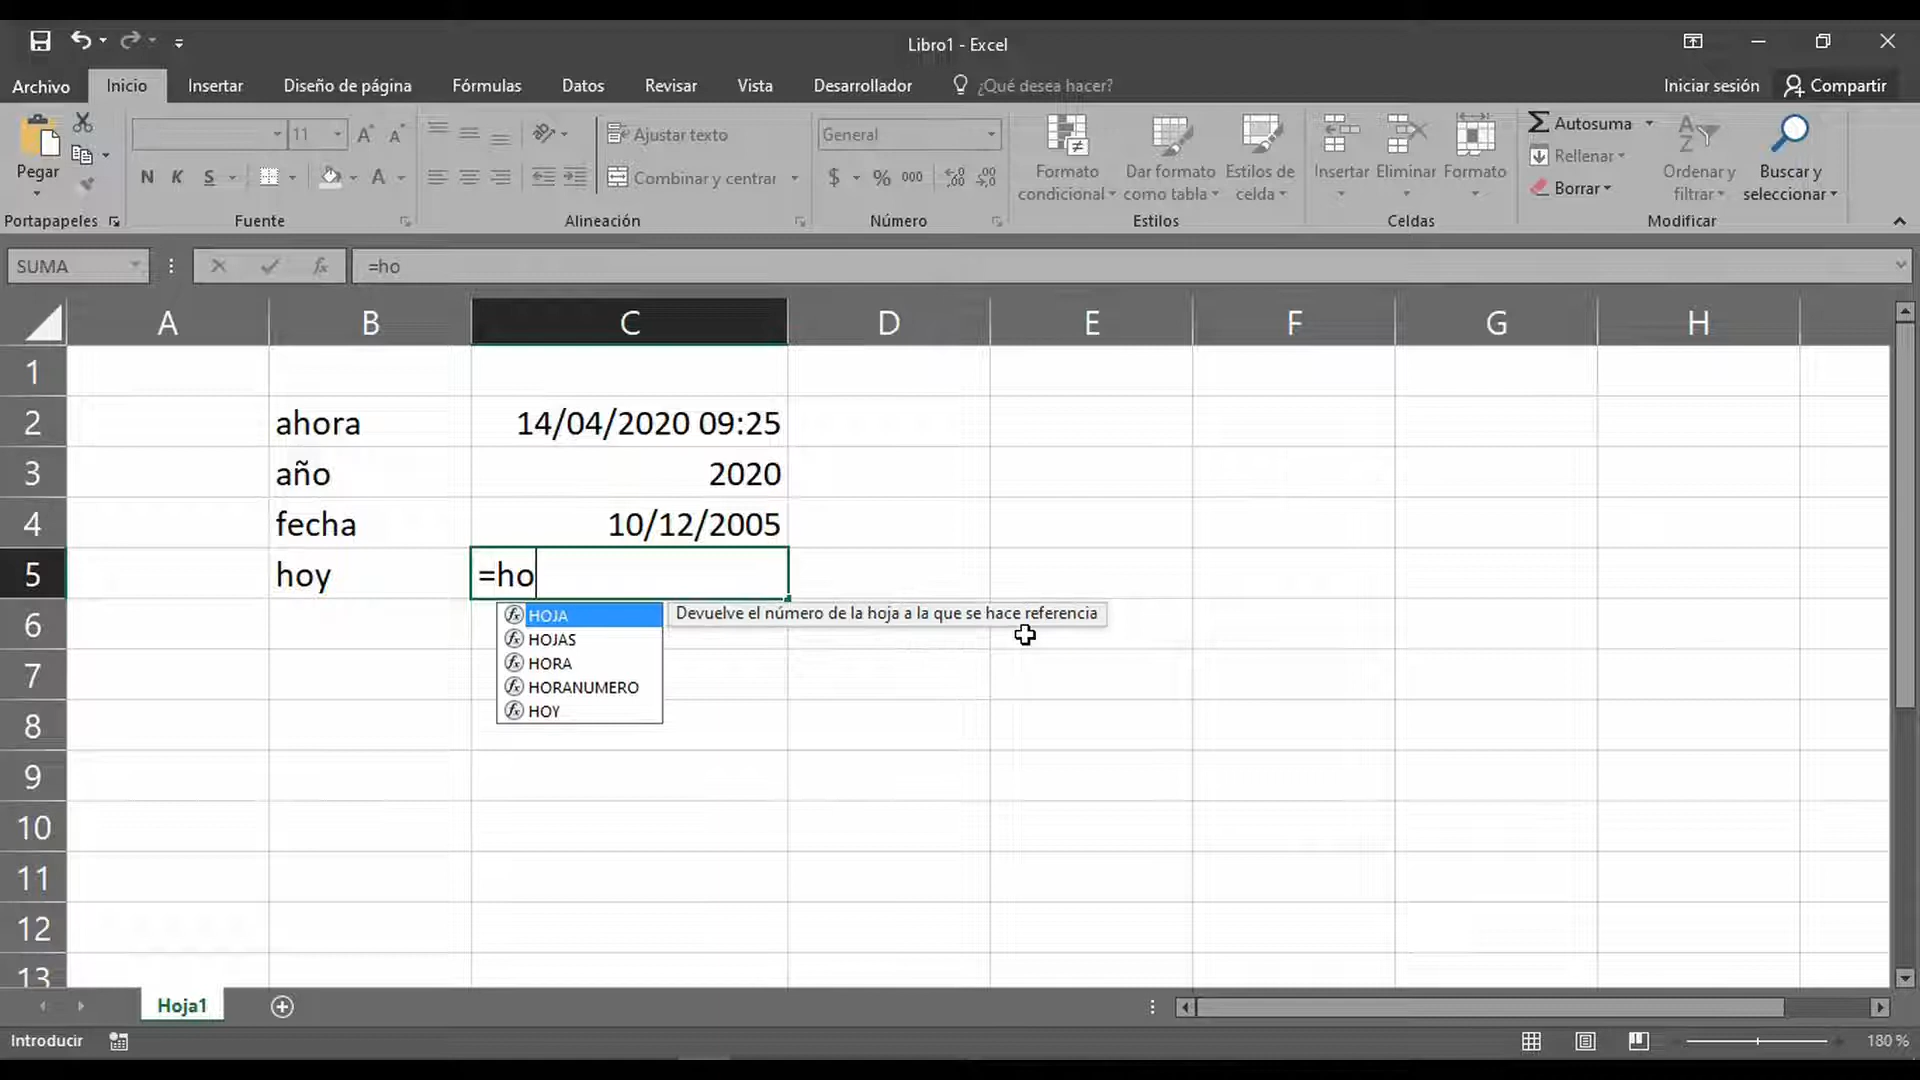 Libro1 - Excel
Archivo Inicio Insertar Diseño de página Fórmulas Datos Revisar Vista Desarrollador ¿Qué desea hacer? Iniciar sesión Compartir
Pegar
Portapapeles
11 A A
N K S A
Fuente
Ajustar texto
Combinar y centrar
Alineación
General
$ % 000
Número
Formato condicional
Dar formato como tabla
Estilos de celda
Estilos
Insertar Eliminar Formato
Celdas
Autosuma
Rellenar
Borrar
Ordenar y filtrar
Buscar y seleccionar
Modificar
SUMA fx =ho
A B C D E F G H
1
2 ahora 14/04/2020 09:25
3 año 2020
4 fecha 10/12/2005
5 hoy =ho
6 HOJA Devuelve el número de la hoja a la que se hace referencia
HOJAS
7 HORA
HORANUMERO
8 HOY
9
10
11
12
13
Hoja1
Introducir 180 %